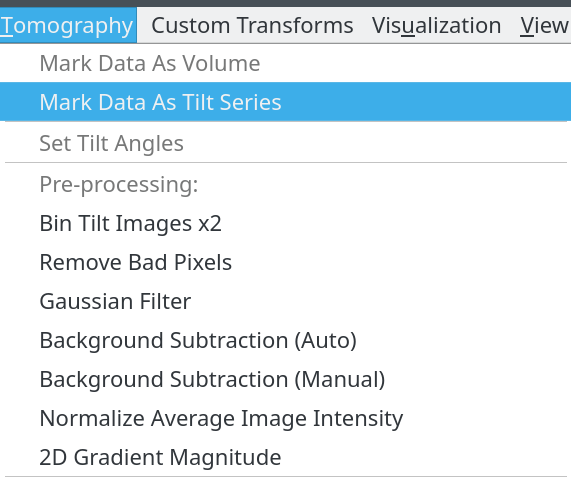 Tomography Custom Transforms Visualization View
Mark Data As Volume
Mark Data As Tilt Series
Set Tilt Angles
Pre-processing:
Bin Tilt Images x2
Remove Bad Pixels
Gaussian Filter
Background Subtraction (Auto)
Background Subtraction (Manual)
Normalize Average Image Intensity
2D Gradient Magnitude